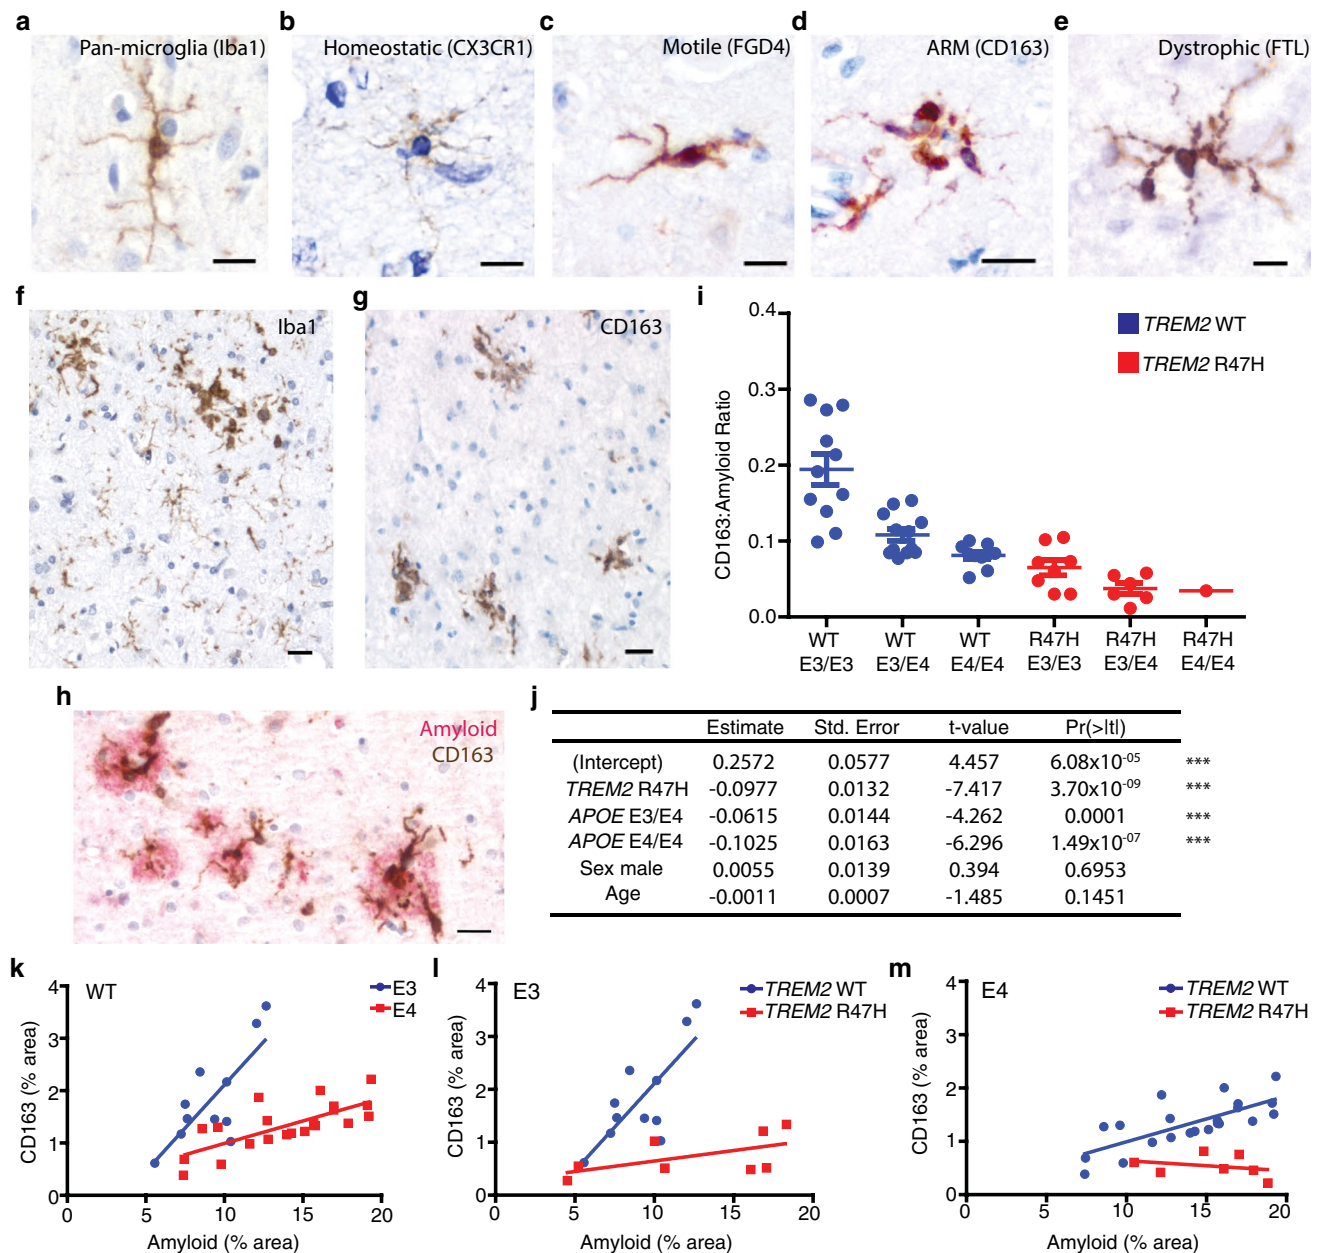 a
Pan-microglia (Iba1)
b
Homeostatic (CX3CR1)
c
Motile (FGD4)
d
ARM (CD163)
e
Dystrophic (FTL)
f
Iba1
g
CD163
h
Amyloid
CD163
i
CD163:Amyloid Ratio
0.4
0.3
0.2
0.1
0.0
TREM2 WT
TREM2 R47H
WT E3/E3
WT E3/E4
WT E4/E4
R47H E3/E3
R47H E3/E4
R47H E4/E4
j
Estimate Std. Error t-value Pr(>|t|)
(Intercept) 0.2572 0.0577 4.457 6.08x10⁻⁰⁵ ***
TREM2 R47H -0.0977 0.0132 -7.417 3.70x10⁻⁰⁹ ***
APOE E3/E4 -0.0615 0.0144 -4.262 0.0001 ***
APOE E4/E4 -0.1025 0.0163 -6.296 1.49x10⁻⁰⁷ ***
Sex male 0.0055 0.0139 0.394 0.6953
Age -0.0011 0.0007 -1.485 0.1451
k
WT
E3
E4
CD163 (% area)
4
3
2
1
0
0 5 10 15 20
Amyloid (% area)
l
E3
TREM2 WT
TREM2 R47H
CD163 (% area)
4
3
2
1
0
0 5 10 15 20
Amyloid (% area)
m
E4
TREM2 WT
TREM2 R47H
CD163 (% area)
4
3
2
1
0
0 5 10 15 20
Amyloid (% area)